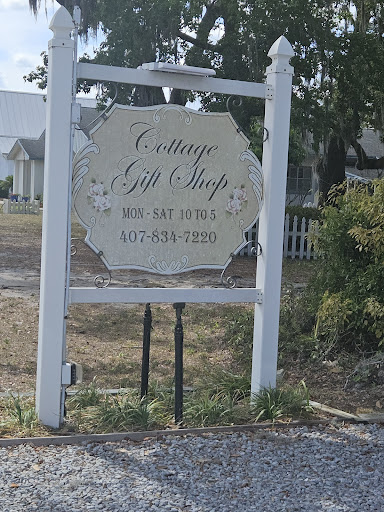 Cottage
Gift Shop
MON - SAT 10 TO 5
407-834-7220